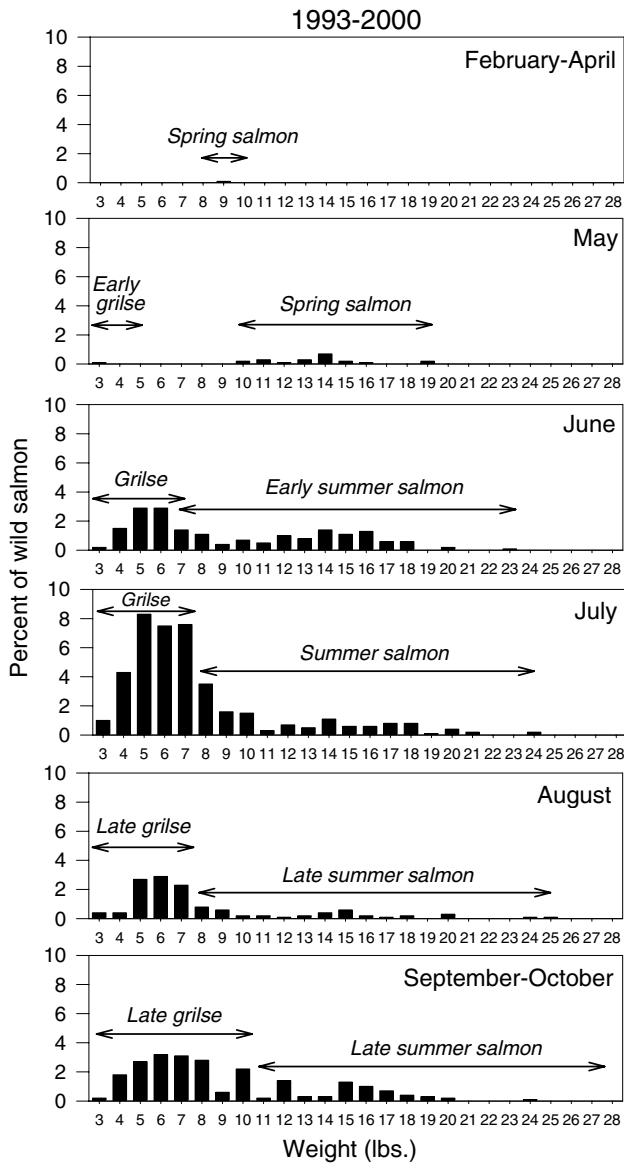 1993-2000
10
February-April
8
6
4
Spring salmon
2
0
3 4 5 6 7 8 9 10 11 12 13 14 15 16 17 18 19 20 21 22 23 24 25 26 27 28
10
May
8
6
Early
grilse
Spring salmon
4
2
0
3 4 5 6 7 8 9 10 11 12 13 14 15 16 17 18 19 20 21 22 23 24 25 26 27 28
10
June
8
6
Grilse
Early summer salmon
4
2
0
3 4 5 6 7 8 9 10 11 12 13 14 15 16 17 18 19 20 21 22 23 24 25 26 27 28
Percent of wild salmon
10
Grilse
July
8
6
Summer salmon
4
2
0
3 4 5 6 7 8 9 10 11 12 13 14 15 16 17 18 19 20 21 22 23 24 25 26 27 28
10
August
8
6
Late grilse
4
Late summer salmon
2
0
3 4 5 6 7 8 9 10 11 12 13 14 15 16 17 18 19 20 21 22 23 24 25 26 27 28
10
September-October
8
6
Late grilse
4
Late summer salmon
2
0
3 4 5 6 7 8 9 10 11 12 13 14 15 16 17 18 19 20 21 22 23 24 25 26 27 28
Weight (lbs.)